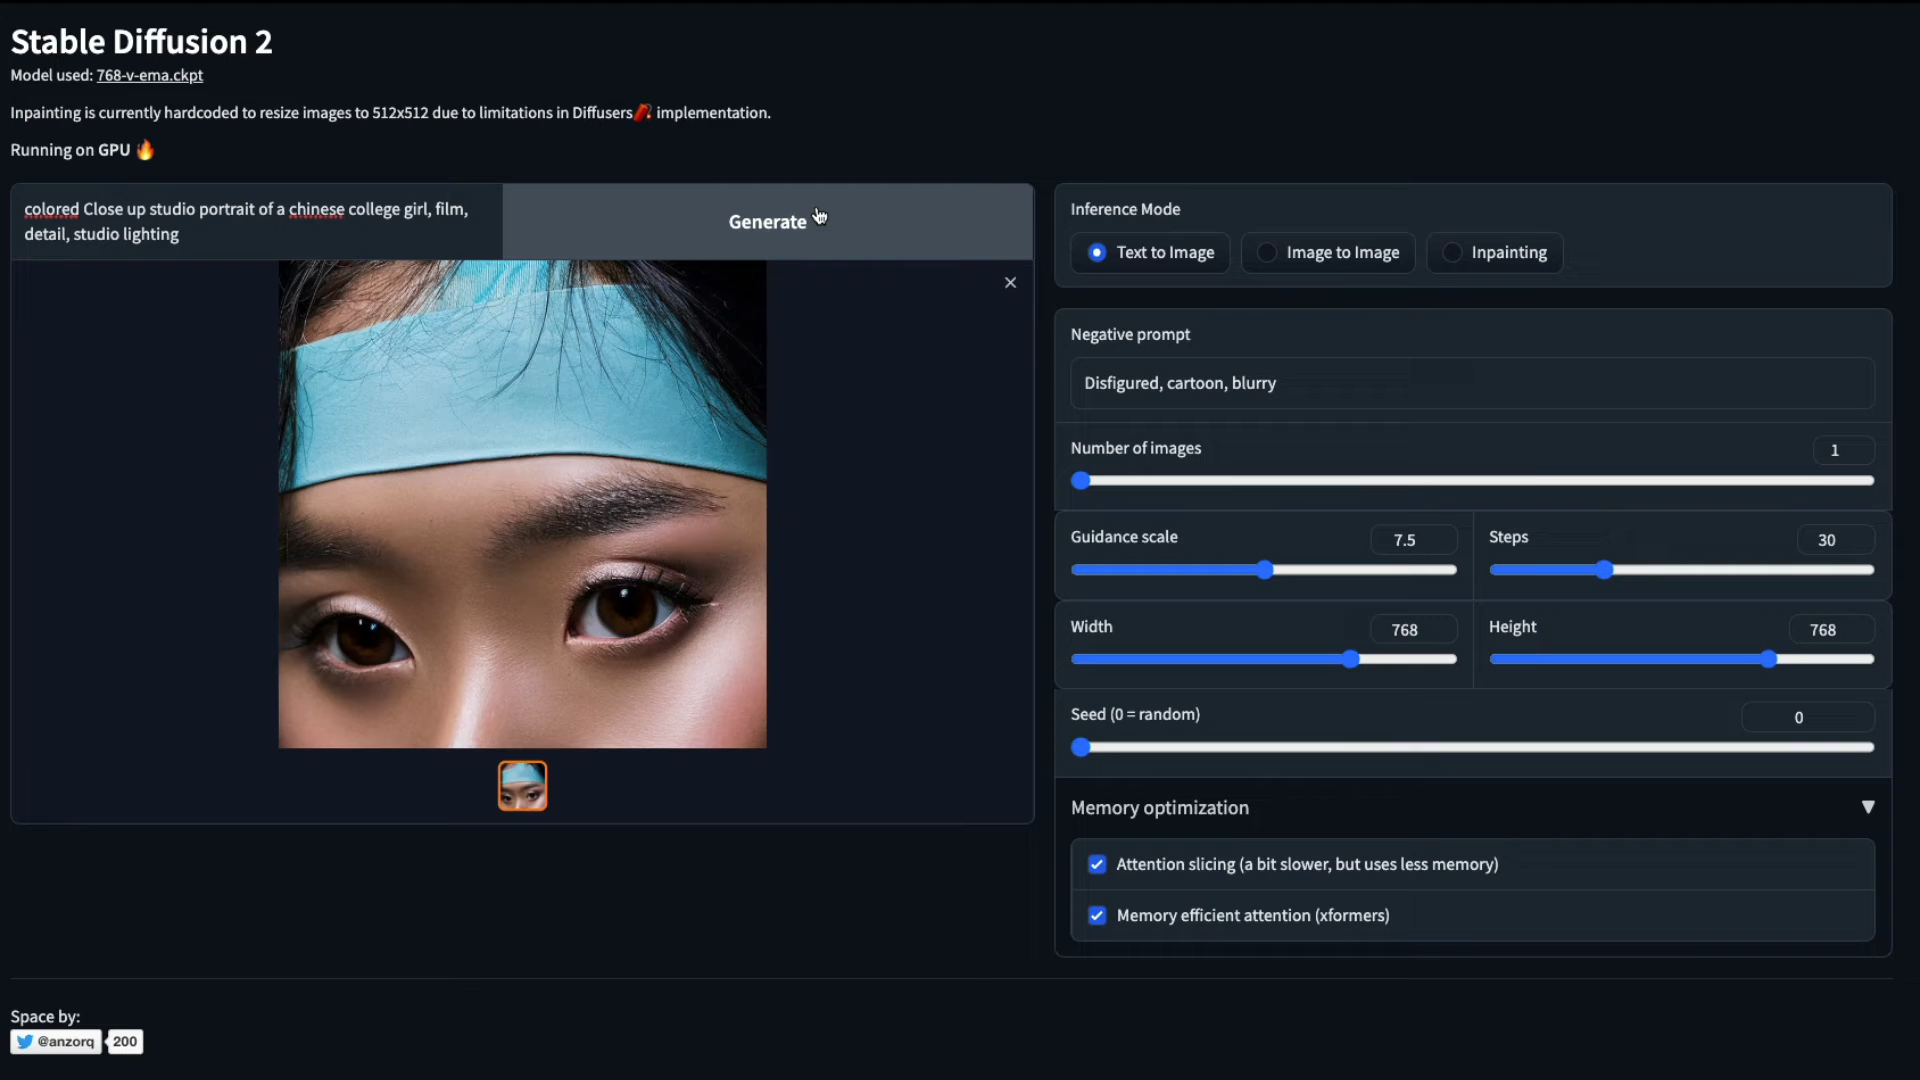 Stable Diffusion 2
Model used: 768-v-ema.ckpt
Inpainting is currently hardcoded to resize images to 512x512 due to limitations in Diffusers🧨 implementation.
Running on GPU 🔥
colored Close up studio portrait of a chinese college girl, film,
detail, studio lighting
Generate
Inference Mode
Text to Image
Image to Image
Inpainting
Negative prompt
Disfigured, cartoon, blurry
Number of images
1
Guidance scale
7.5
Steps
30
Width
768
Height
768
Seed (0 = random)
0
Memory optimization
Attention slicing (a bit slower, but uses less memory)
Memory efficient attention (xformers)
Space by:
@anzorq
200